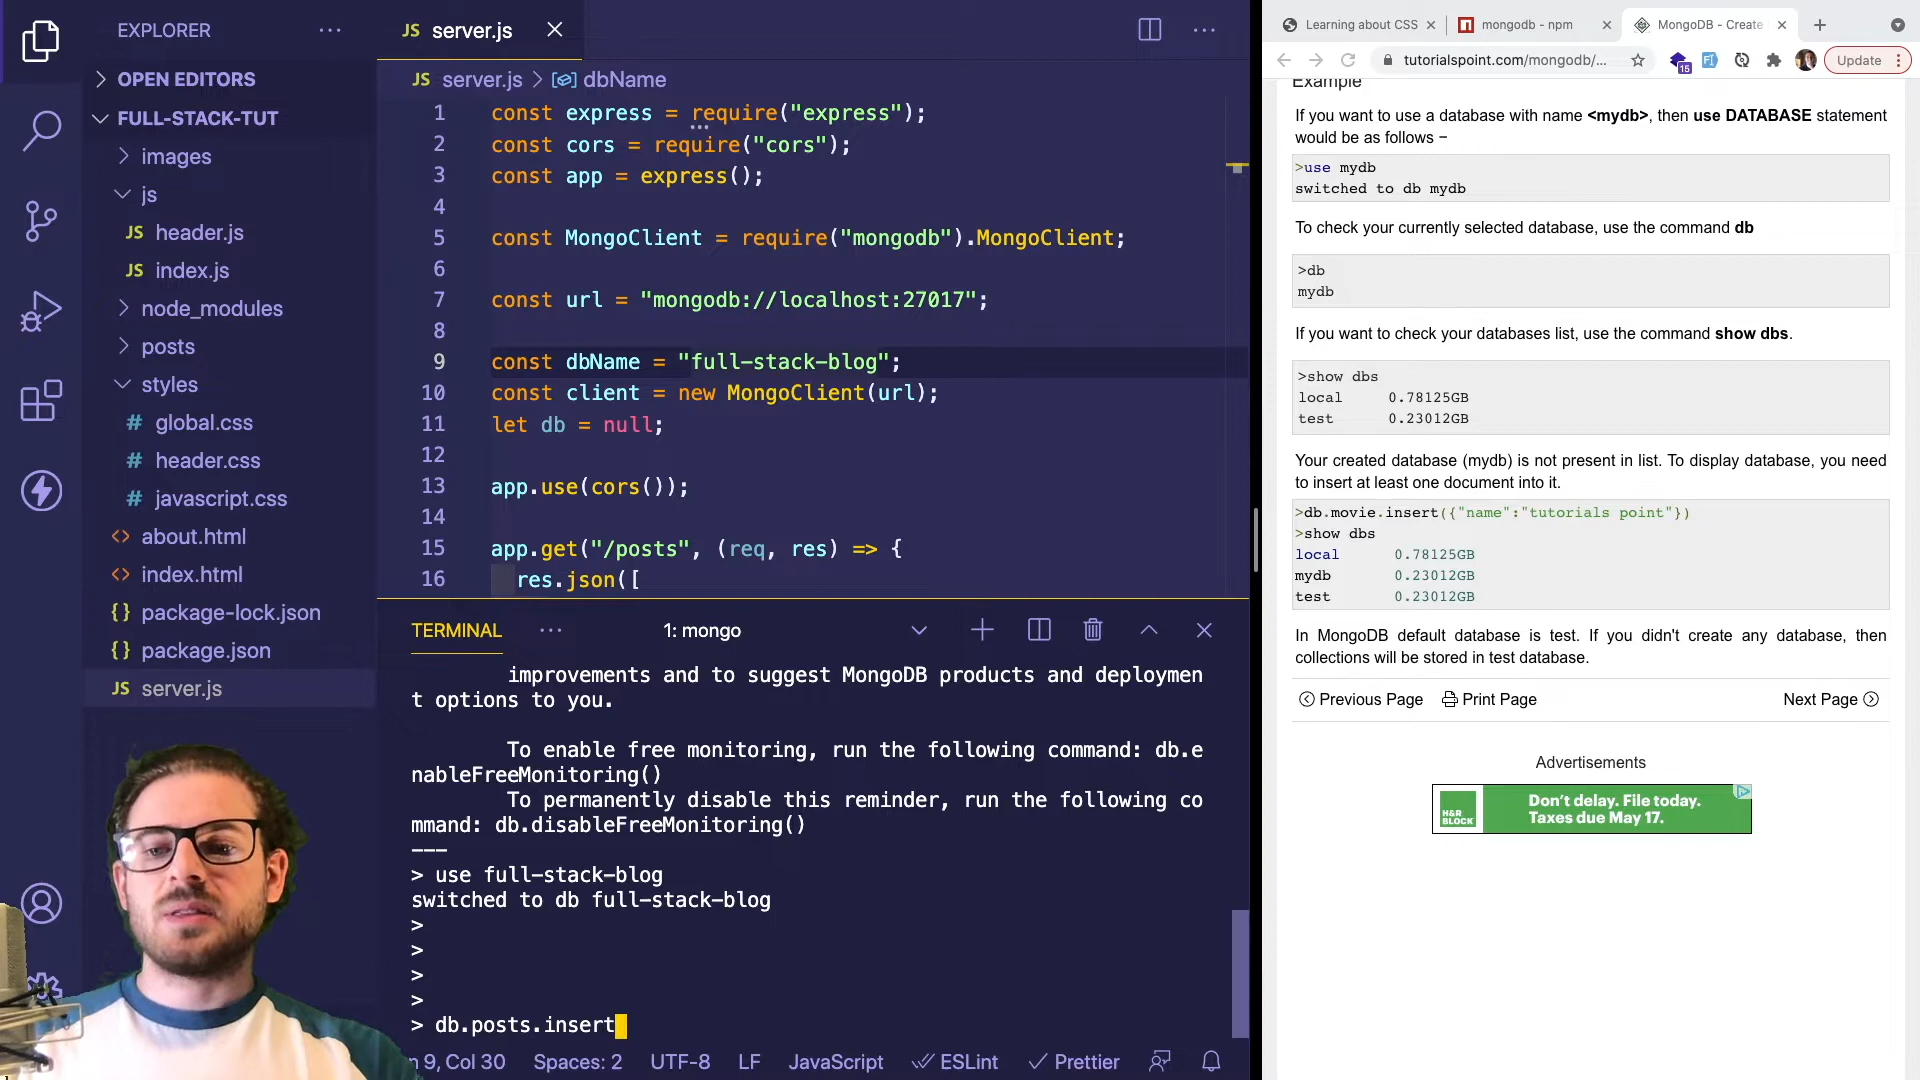 EXPLORER
OPEN EDITORS
FULL-STACK-TUT
images
js
JS header.js
JS index.js
node_modules
posts
styles
# global.css
# header.css
# javascript.css
<> about.html
<> index.html
{} package-lock.json
{} package.json
JS server.js
JS server.js
JS server.js > dbName
1 const express = require("express");
2 const cors = require("cors");
3 const app = express();
4
5 const MongoClient = require("mongodb").MongoClient;
6
7 const url = "mongodb://localhost:27017";
8
9 const dbName = "full-stack-blog";
10 const client = new MongoClient(url);
11 let db = null;
12
13 app.use(cors());
14
15 app.get("/posts", (req, res) => {
16 res.json([
TERMINAL
1: mongo
improvements and to suggest MongoDB products and deploymen
t options to you.
To enable free monitoring, run the following command: db.e
nableFreeMonitoring()
To permanently disable this reminder, run the following co
mmand: db.disableFreeMonitoring()
---
> use full-stack-blog
switched to db full-stack-blog
>
>
>
>
> db.posts.insert
n 9, Col 30
Spaces: 2
UTF-8
LF
JavaScript
ESLint
Prettier
Learning about CSS
mongodb - npm
MongoDB - Create
tutorialspoint.com/mongodb/...
15
Update
Example
If you want to use a database with name <mydb>, then use DATABASE statement
would be as follows −
>use mydb
switched to db mydb
To check your currently selected database, use the command db
>db
mydb
If you want to check your databases list, use the command show dbs.
>show dbs
local 0.78125GB
test 0.23012GB
Your created database (mydb) is not present in list. To display database, you need
to insert at least one document into it.
>db.movie.insert({"name":"tutorials point"})
>show dbs
local 0.78125GB
mydb 0.23012GB
test 0.23012GB
In MongoDB default database is test. If you didn't create any database, then
collections will be stored in test database.
Previous Page
Print Page
Next Page
Advertisements
H&R
BLOCK
Don't delay. File today.
Taxes due May 17.